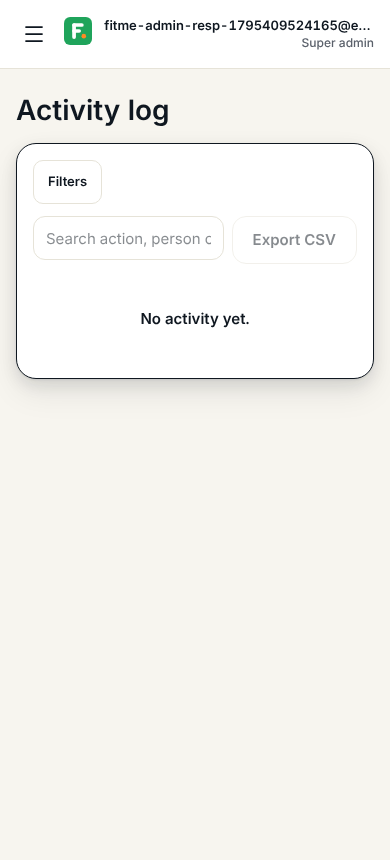 F
fitme-admin-resp-1795409524165@e...
Super admin
Activity log
Filters
Search action, person o
Export CSV
No activity yet.